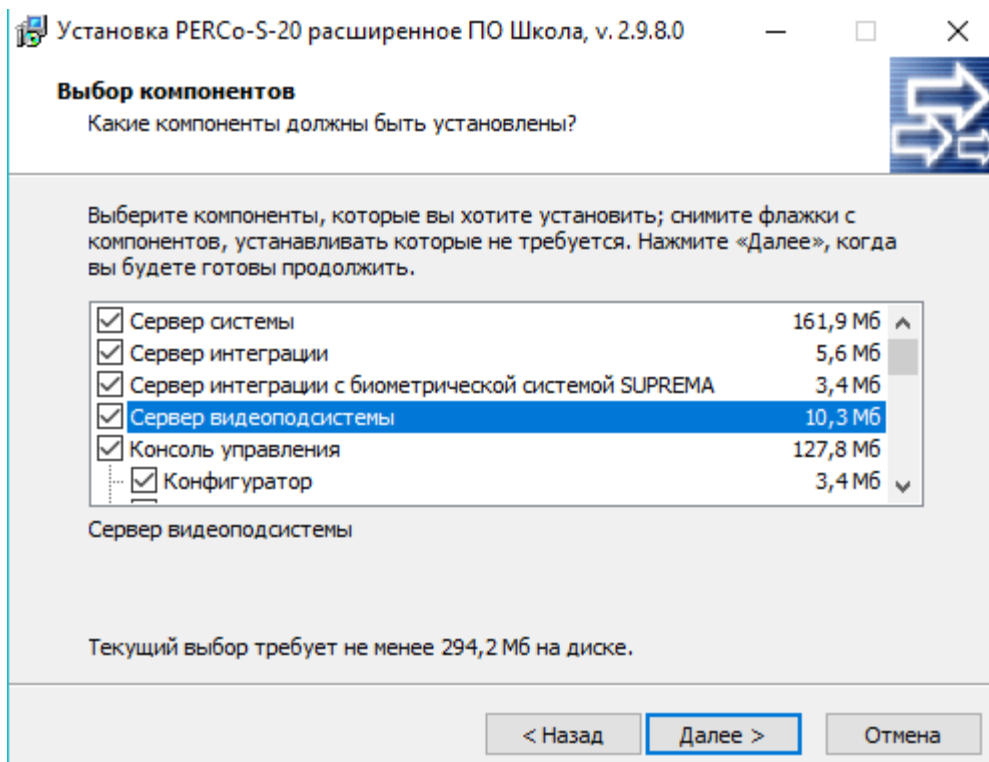 Установка PERCo-S-20 расширенное ПО Школа, v. 2.9.8.0
Выбор компонентов
Какие компоненты должны быть установлены?
Выберите компоненты, которые вы хотите установить; снимите флажки с
компонентов, устанавливать которые не требуется. Нажмите «Далее», когда
вы будете готовы продолжить.
Сервер системы 161,9 Мб
Сервер интеграции 5,6 Мб
Сервер интеграции с биометрической системой SUPREMA 3,4 Мб
Сервер видеоподсистемы 10,3 Мб
Консоль управления 127,8 Мб
Конфигуратор 3,4 Мб
Сервер видеоподсистемы
Текущий выбор требует не менее 294,2 Мб на диске.
< Назад Далее > Отмена